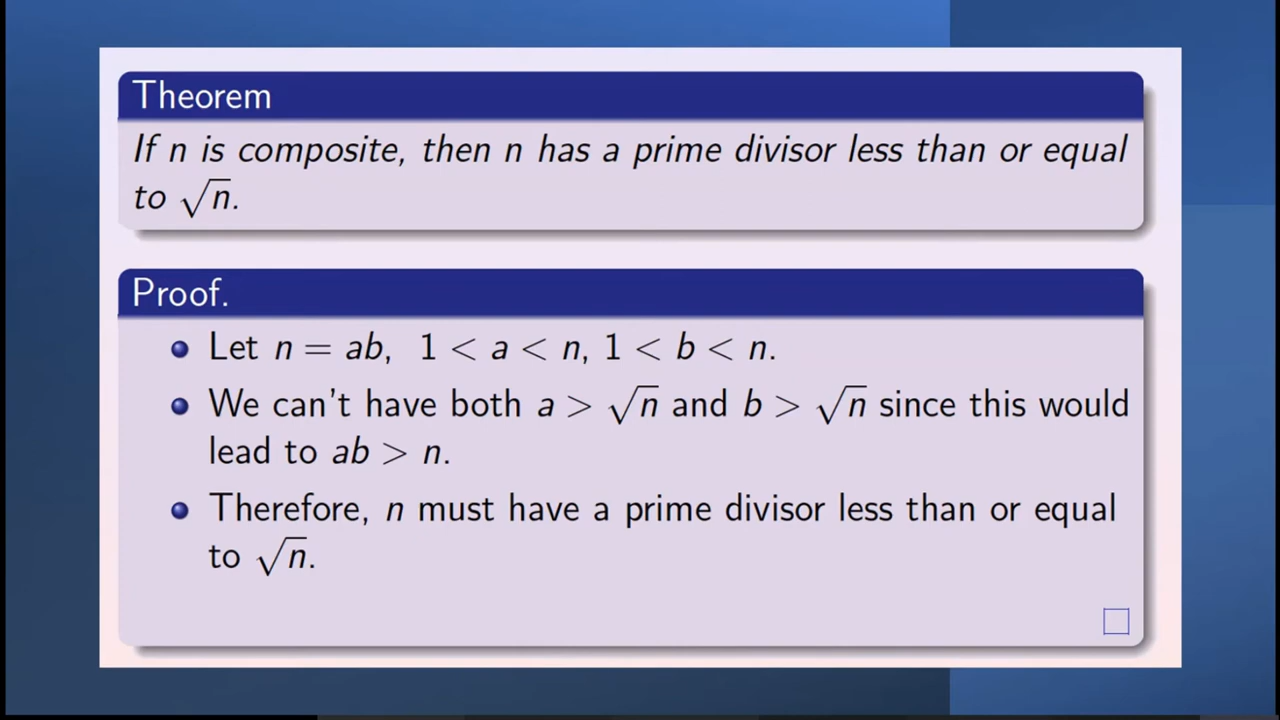 Theorem
If n is composite, then n has a prime divisor less than or equal
to √n.
Proof.
Let n = ab, 1 < a < n, 1 < b < n.
We can't have both a > √n and b > √n since this would
lead to ab > n.
Therefore, n must have a prime divisor less than or equal
to √n.